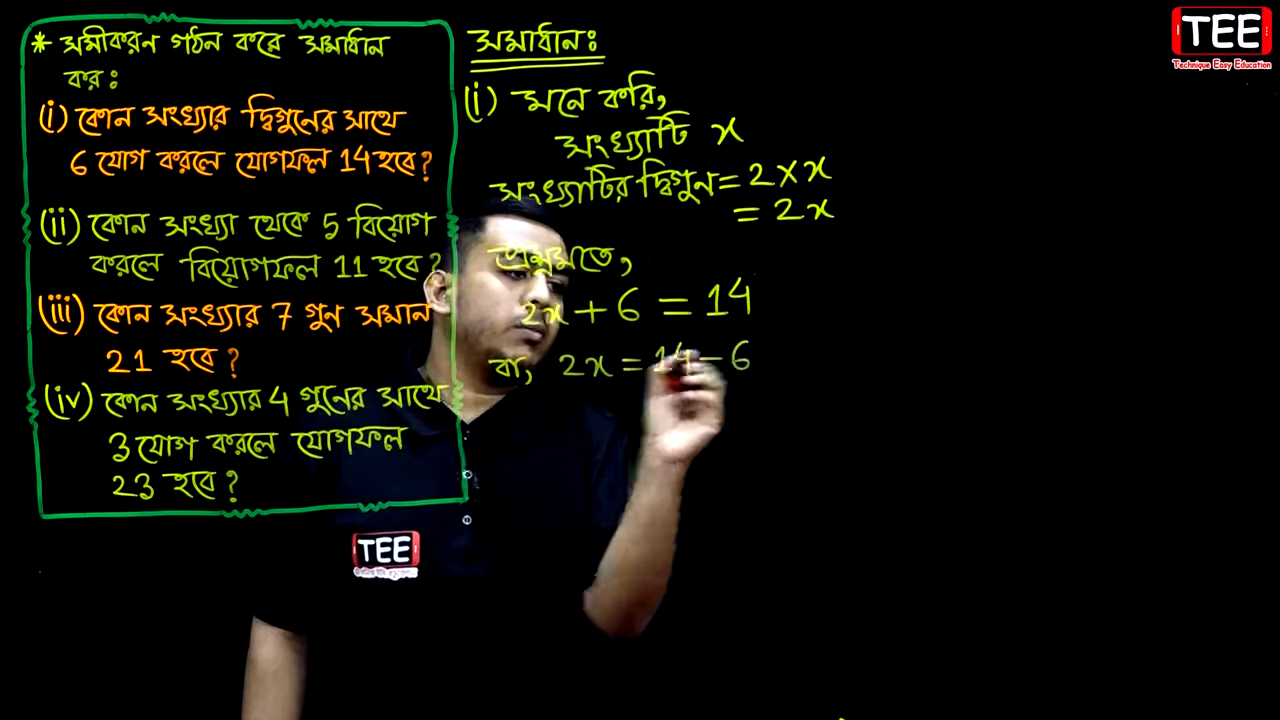 * সমীকরণ গঠন করে সমাধান
কর:
(i) কোন সংখ্যার দ্বিগুনের সাথে
6 যোগ করলে যোগফল 14 হবে?
(ii) কোন সংখ্যা থেকে 5 বিয়োগ
করলে বিয়োগফল 11 হবে?
(iii) কোন সংখ্যার 7 গুন সমান
21 হবে?
(iv) কোন সংখ্যার 4 গুনের সাথে
3 যোগ করলে যোগফল
23 হবে?
সমাধান:
(i) মনে করি,
সংখ্যাটি x
সংখ্যাটির দ্বিগুন = 2 × x
= 2x
প্রশ্নমতে,
2x + 6 = 14
বা, 2x = 14 - 6
TEE
Technique Easy Education
TEE